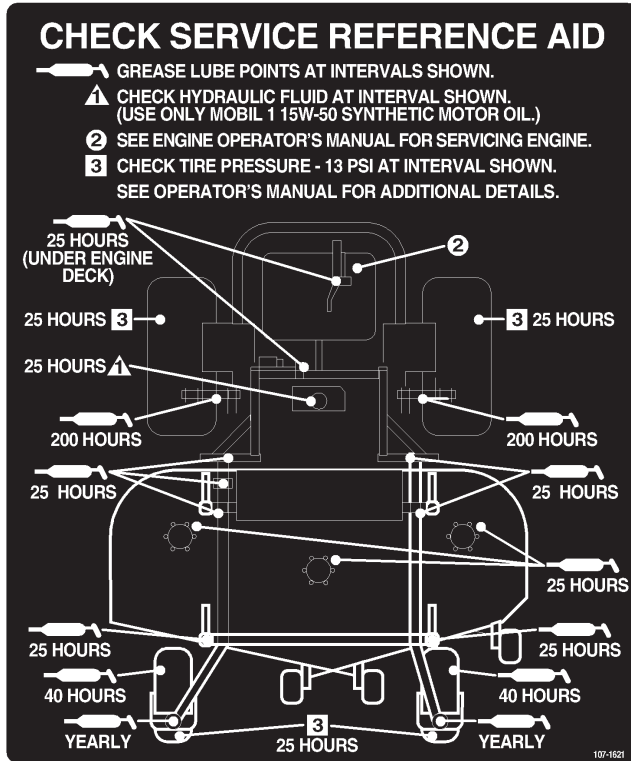 CHECK SERVICE REFERENCE AID
GREASE LUBE POINTS AT INTERVALS SHOWN.
1 CHECK HYDRAULIC FLUID AT INTERVAL SHOWN.
(USE ONLY MOBIL 1 15W-50 SYNTHETIC MOTOR OIL.)
2 SEE ENGINE OPERATOR'S MANUAL FOR SERVICING ENGINE.
3 CHECK TIRE PRESSURE - 13 PSI AT INTERVAL SHOWN.
SEE OPERATOR'S MANUAL FOR ADDITIONAL DETAILS.
25 HOURS
(UNDER ENGINE
DECK)
2
25 HOURS 3
3 25 HOURS
25 HOURS 1
200 HOURS
200 HOURS
25 HOURS
25 HOURS
25 HOURS
25 HOURS
25 HOURS
40 HOURS
40 HOURS
YEARLY
3
25 HOURS
YEARLY
107-1621